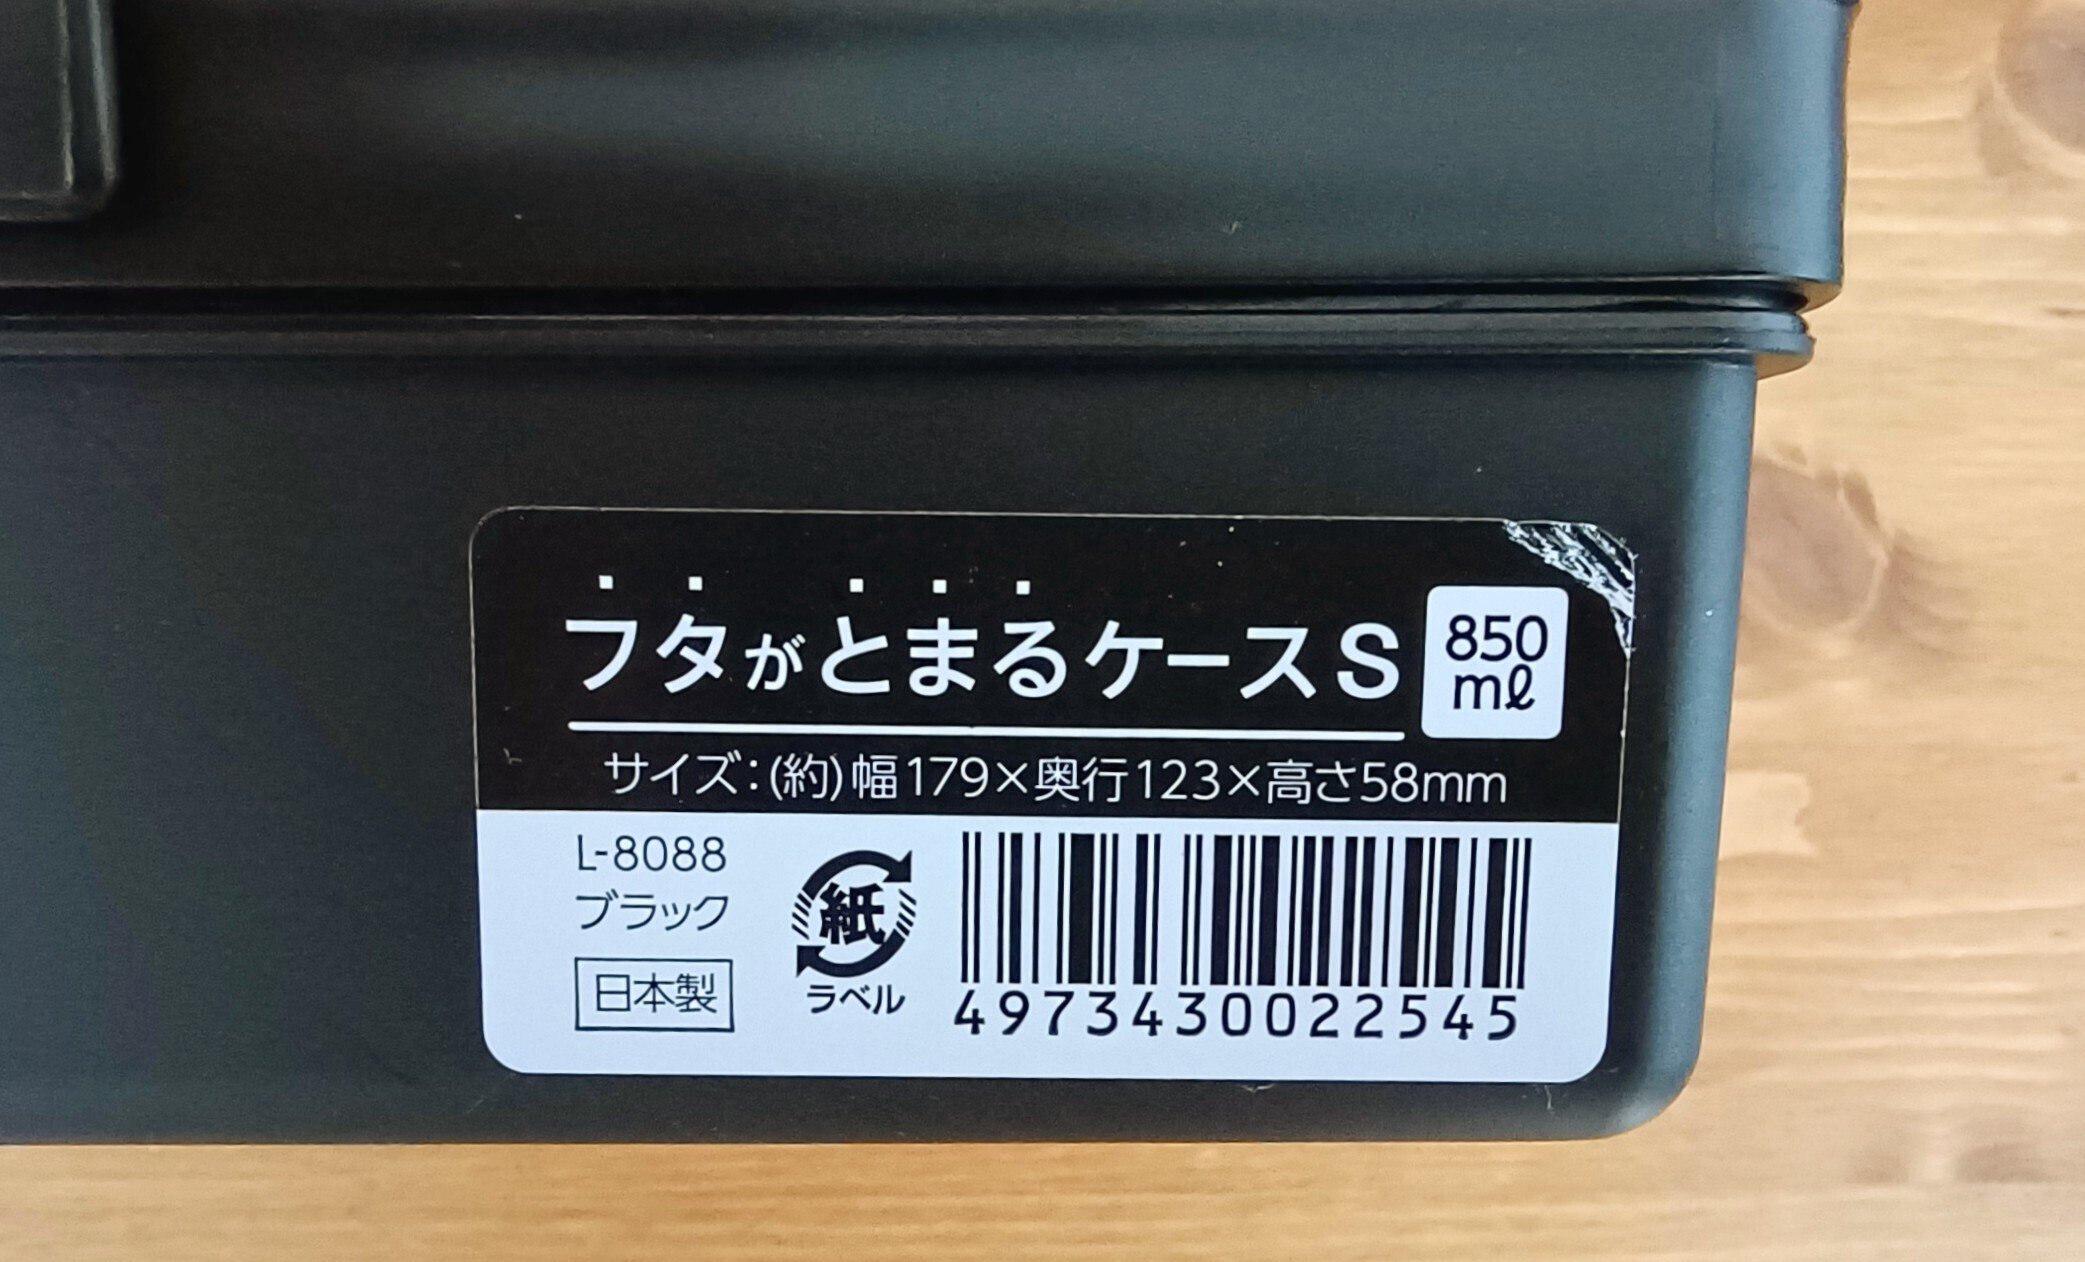 フタがとまるケースS
850
mℓ
サイズ:(約)幅179×奥行123×高さ58mm
L-8088
ブラック
日本製
紙
ラベル
4973430022545